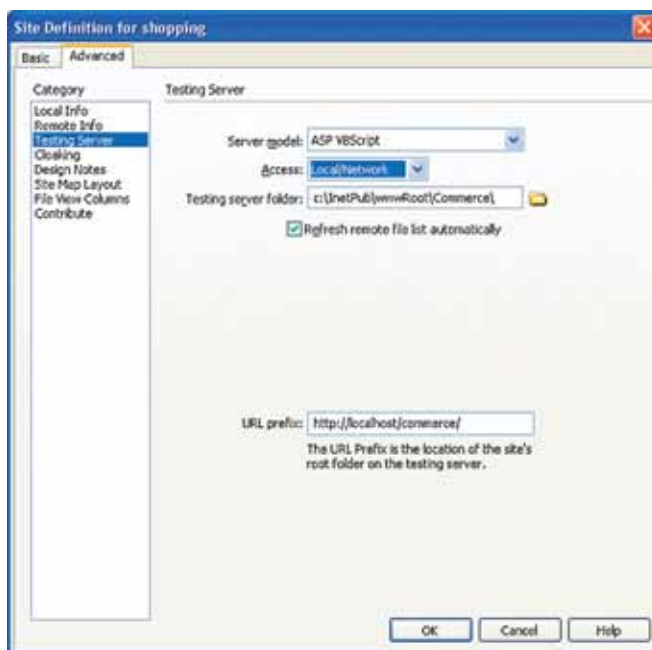 Site Definition for shopping
Basic
Advanced
Category
Local Info
Remote Info
Testing Server
Cloaking
Design Notes
Site Map Layout
File View Columns
Contribute
Testing Server
Server model: ASP VBScript
Access: Local/Network
Testing server folder: c:\InetPub\wwwRoot\Commerce\
Refresh remote file list automatically
URL prefix: http://localhost/commerce/
The URL Prefix is the location of the site's
root folder on the testing server.
OK
Cancel
Help